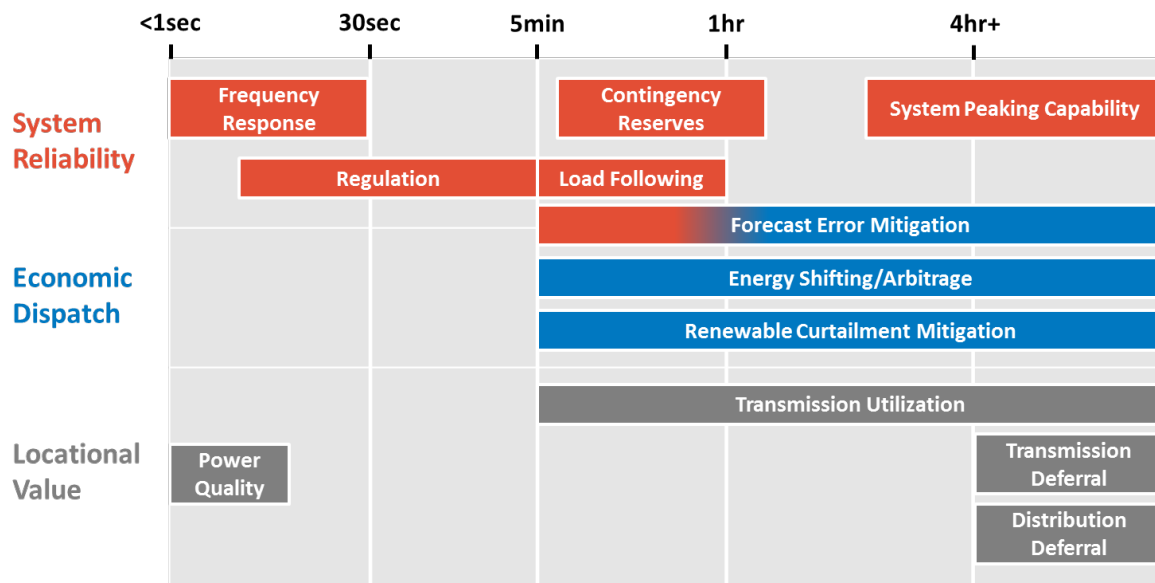 <1sec 30sec 5min 1hr 4hr+
System
Reliability
Frequency
Response
Contingency
Reserves
System Peaking Capability
Regulation
Load Following
Forecast Error Mitigation
Economic
Dispatch
Energy Shifting/Arbitrage
Renewable Curtailment Mitigation
Transmission Utilization
Locational
Value
Power
Quality
Transmission
Deferral
Distribution
Deferral